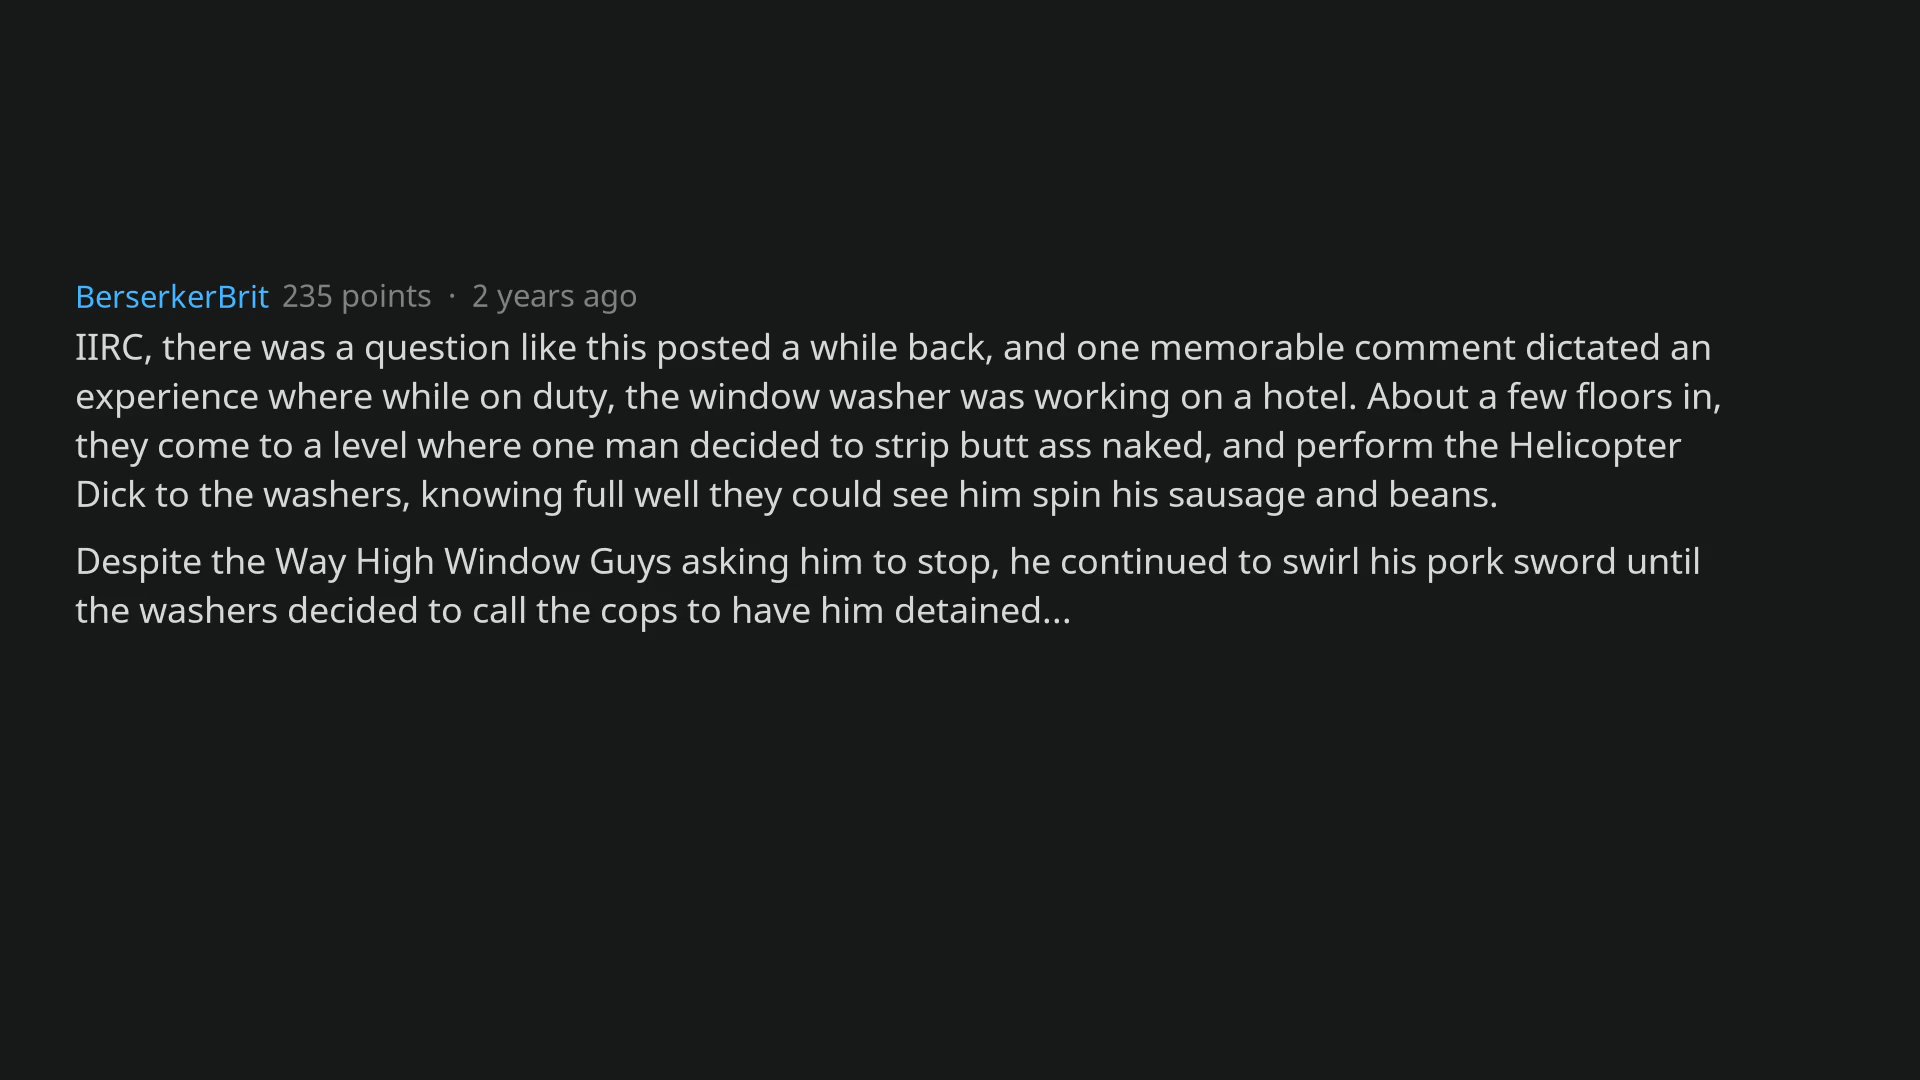 BerserkerBrit 235 points · 2 years ago
IIRC, there was a question like this posted a while back, and one memorable comment dictated an
experience where while on duty, the window washer was working on a hotel. About a few floors in,
they come to a level where one man decided to strip butt ass naked, and perform the Helicopter
Dick to the washers, knowing full well they could see him spin his sausage and beans.
Despite the Way High Window Guys asking him to stop, he continued to swirl his pork sword until
the washers decided to call the cops to have him detained...